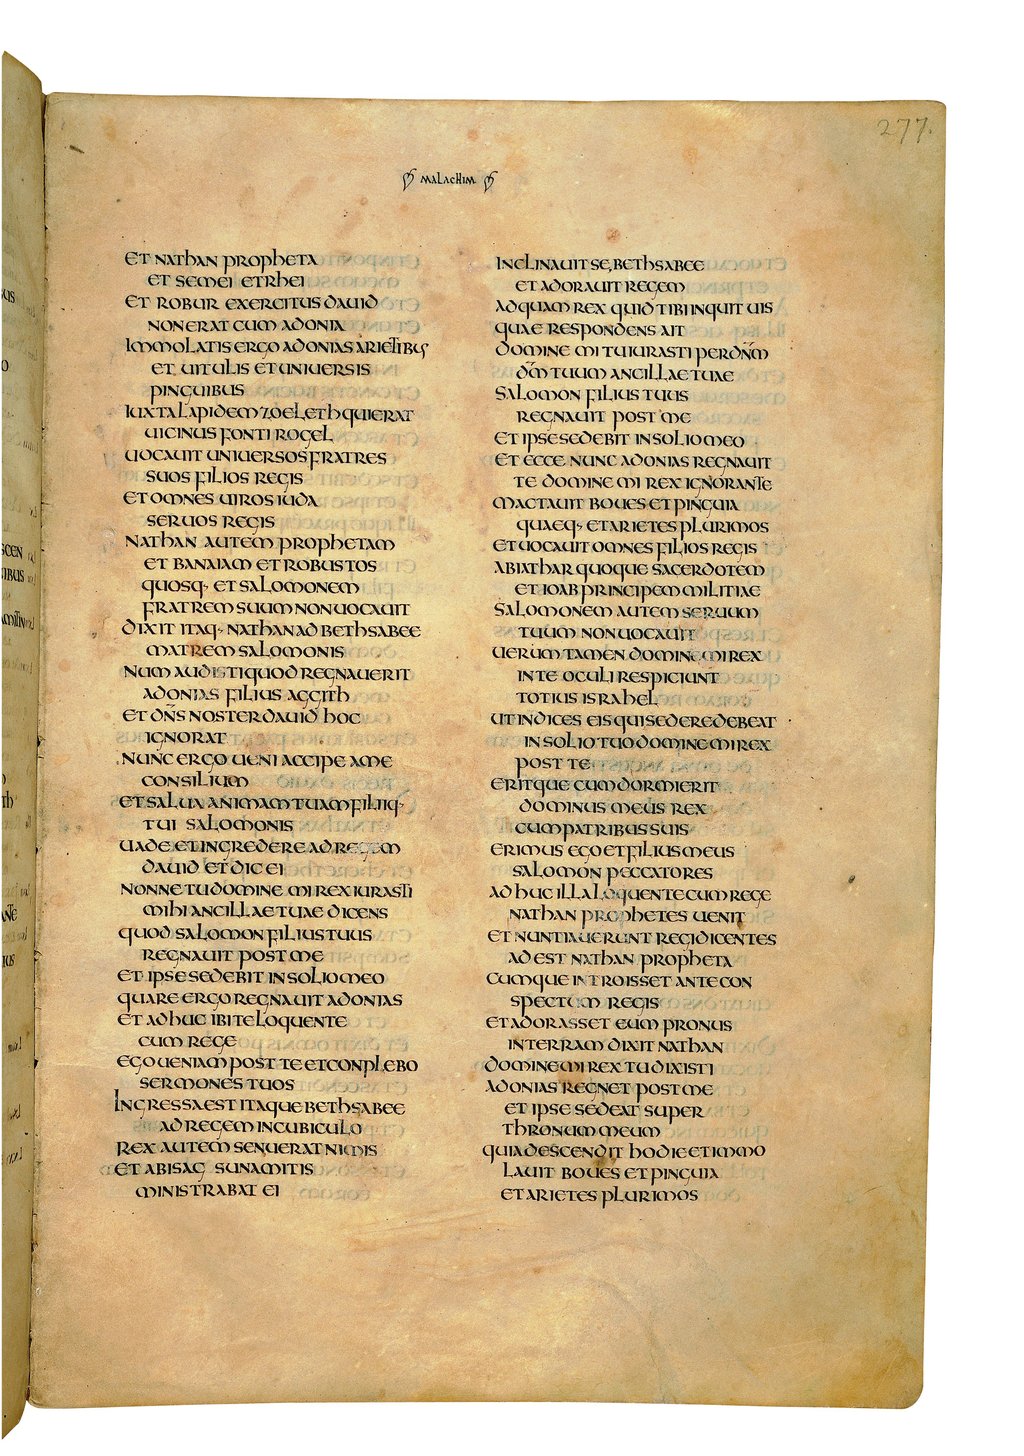 277.
MALACHIM
ET NATHAN PROPHETA
ET SEMEI ET RHEI
ET ROBUR EXERCITUS DAUID
NON ERAT CUM ADONIA
IMMOLATIS ERGO ADONIAS ARIETIBUS
ET UITULIS ET UNIUERSIS
PINGUIBUS
IUXTA LAPIDEM ZOELETH QUI ERAT
UICINUS FONTI ROGEL
UOCAUIT UNIUERSOS FRATRES
SUOS FILIOS REGIS
ET OMNES UIROS IUDA
SERUOS REGIS
NATHAN AUTEM PROPHETAM
ET BANAIAM ET ROBUSTOS
QUOSQ· ET SALOMONEM
FRATREM SUUM NON UOCAUIT
DIXIT ITAQ· NATHAN AD BETHSABEE
MATREM SALOMONIS
NUM AUDISTI QUOD REGNAUERIT
ADONIAS FILIUS AGGITH
ET DN̄S NOSTER DAUID HOC
IGNORAT
NUNC ERGO UENI ACCIPE A ME
CONSILIUM
ET SALUA ANIMAM TUAM FILIIQ·
TUI SALOMONIS
UADE ET INGREDERE AD REGEM
DAUID ET DIC EI
NONNE TU DOMINE MI REX IURASTI
MIHI ANCILLAE TUAE DICENS
QUOD SALOMON FILIUS TUUS
REGNAUIT POST ME
ET IPSE SEDEBIT IN SOLIO MEO
QUARE ERGO REGNAUIT ADONIAS
ET ADHUC IBI TE LOQUENTE
CUM REGE
EGO UENIAM POST TE ET CONPLEBO
SERMONES TUOS
INGRESSA EST ITAQUE BETHSABEE
AD REGEM IN CUBICULO
REX AUTEM SENUERAT NIMIS
ET ABISAG SUNAMITIS
MINISTRABAT EI
INCLINAUIT SE, BETHSABEE
ET ADORAUIT REGEM
AD QUAM REX QUID TIBI INQUIT UIS
QUAE RESPONDENS AIT
DOMINE MI TU IURASTI PER DN̄M
DM̄ TUUM ANCILLAE TUAE
SALOMON FILIUS TUUS
REGNAUIT POST ME
ET IPSE SEDEBIT IN SOLIO MEO
ET ECCE NUNC ADONIAS REGNAUIT
TE DOMINE MI REX IGNORANTE
MACTAUIT BOUES ET PINGUIA
QUAEQ· ET ARIETES PLURIMOS
ET UOCAUIT OMNES FILIOS REGIS
ABIATHAR QUOQUE SACERDOTEM
ET IOAB PRINCIPEM MILITIAE
SALOMONEM AUTEM SERUUM
TUUM NON UOCAUIT
UERUM TAMEN DOMINE MI REX
IN TE OCULI RESPICIUNT
TOTIUS ISRAHEL
UT INDICES EIS QUI SEDERE DEBEAT
IN SOLIO TUO DOMINE MI REX
POST TE
ERITQUE CUM DORMIERIT
DOMINUS MEUS REX
CUM PATRIBUS SUIS
ERIMUS EGO ET FILIUS MEUS
SALOMON PECCATORES
ADHUC ILLA LOQUENTE CUM REGE
NATHAN PROPHETES UENIT
ET NUNTIAUERUNT REGI DICENTES
ADEST NATHAN PROPHETA
CUMQUE INTROISSET ANTE CON
SPECTUM REGIS
ET ADORASSET EUM PRONUS
IN TERRAM DIXIT NATHAN
DOMINE MI REX TU DIXISTI
ADONIAS REGNET POST ME
ET IPSE SEDEAT SUPER
THRONUM MEUM
QUIA DESCENDIT HODIE ET IMMO
LAUIT BOUES ET PINGUIA
ET ARIETES PLURIMOS